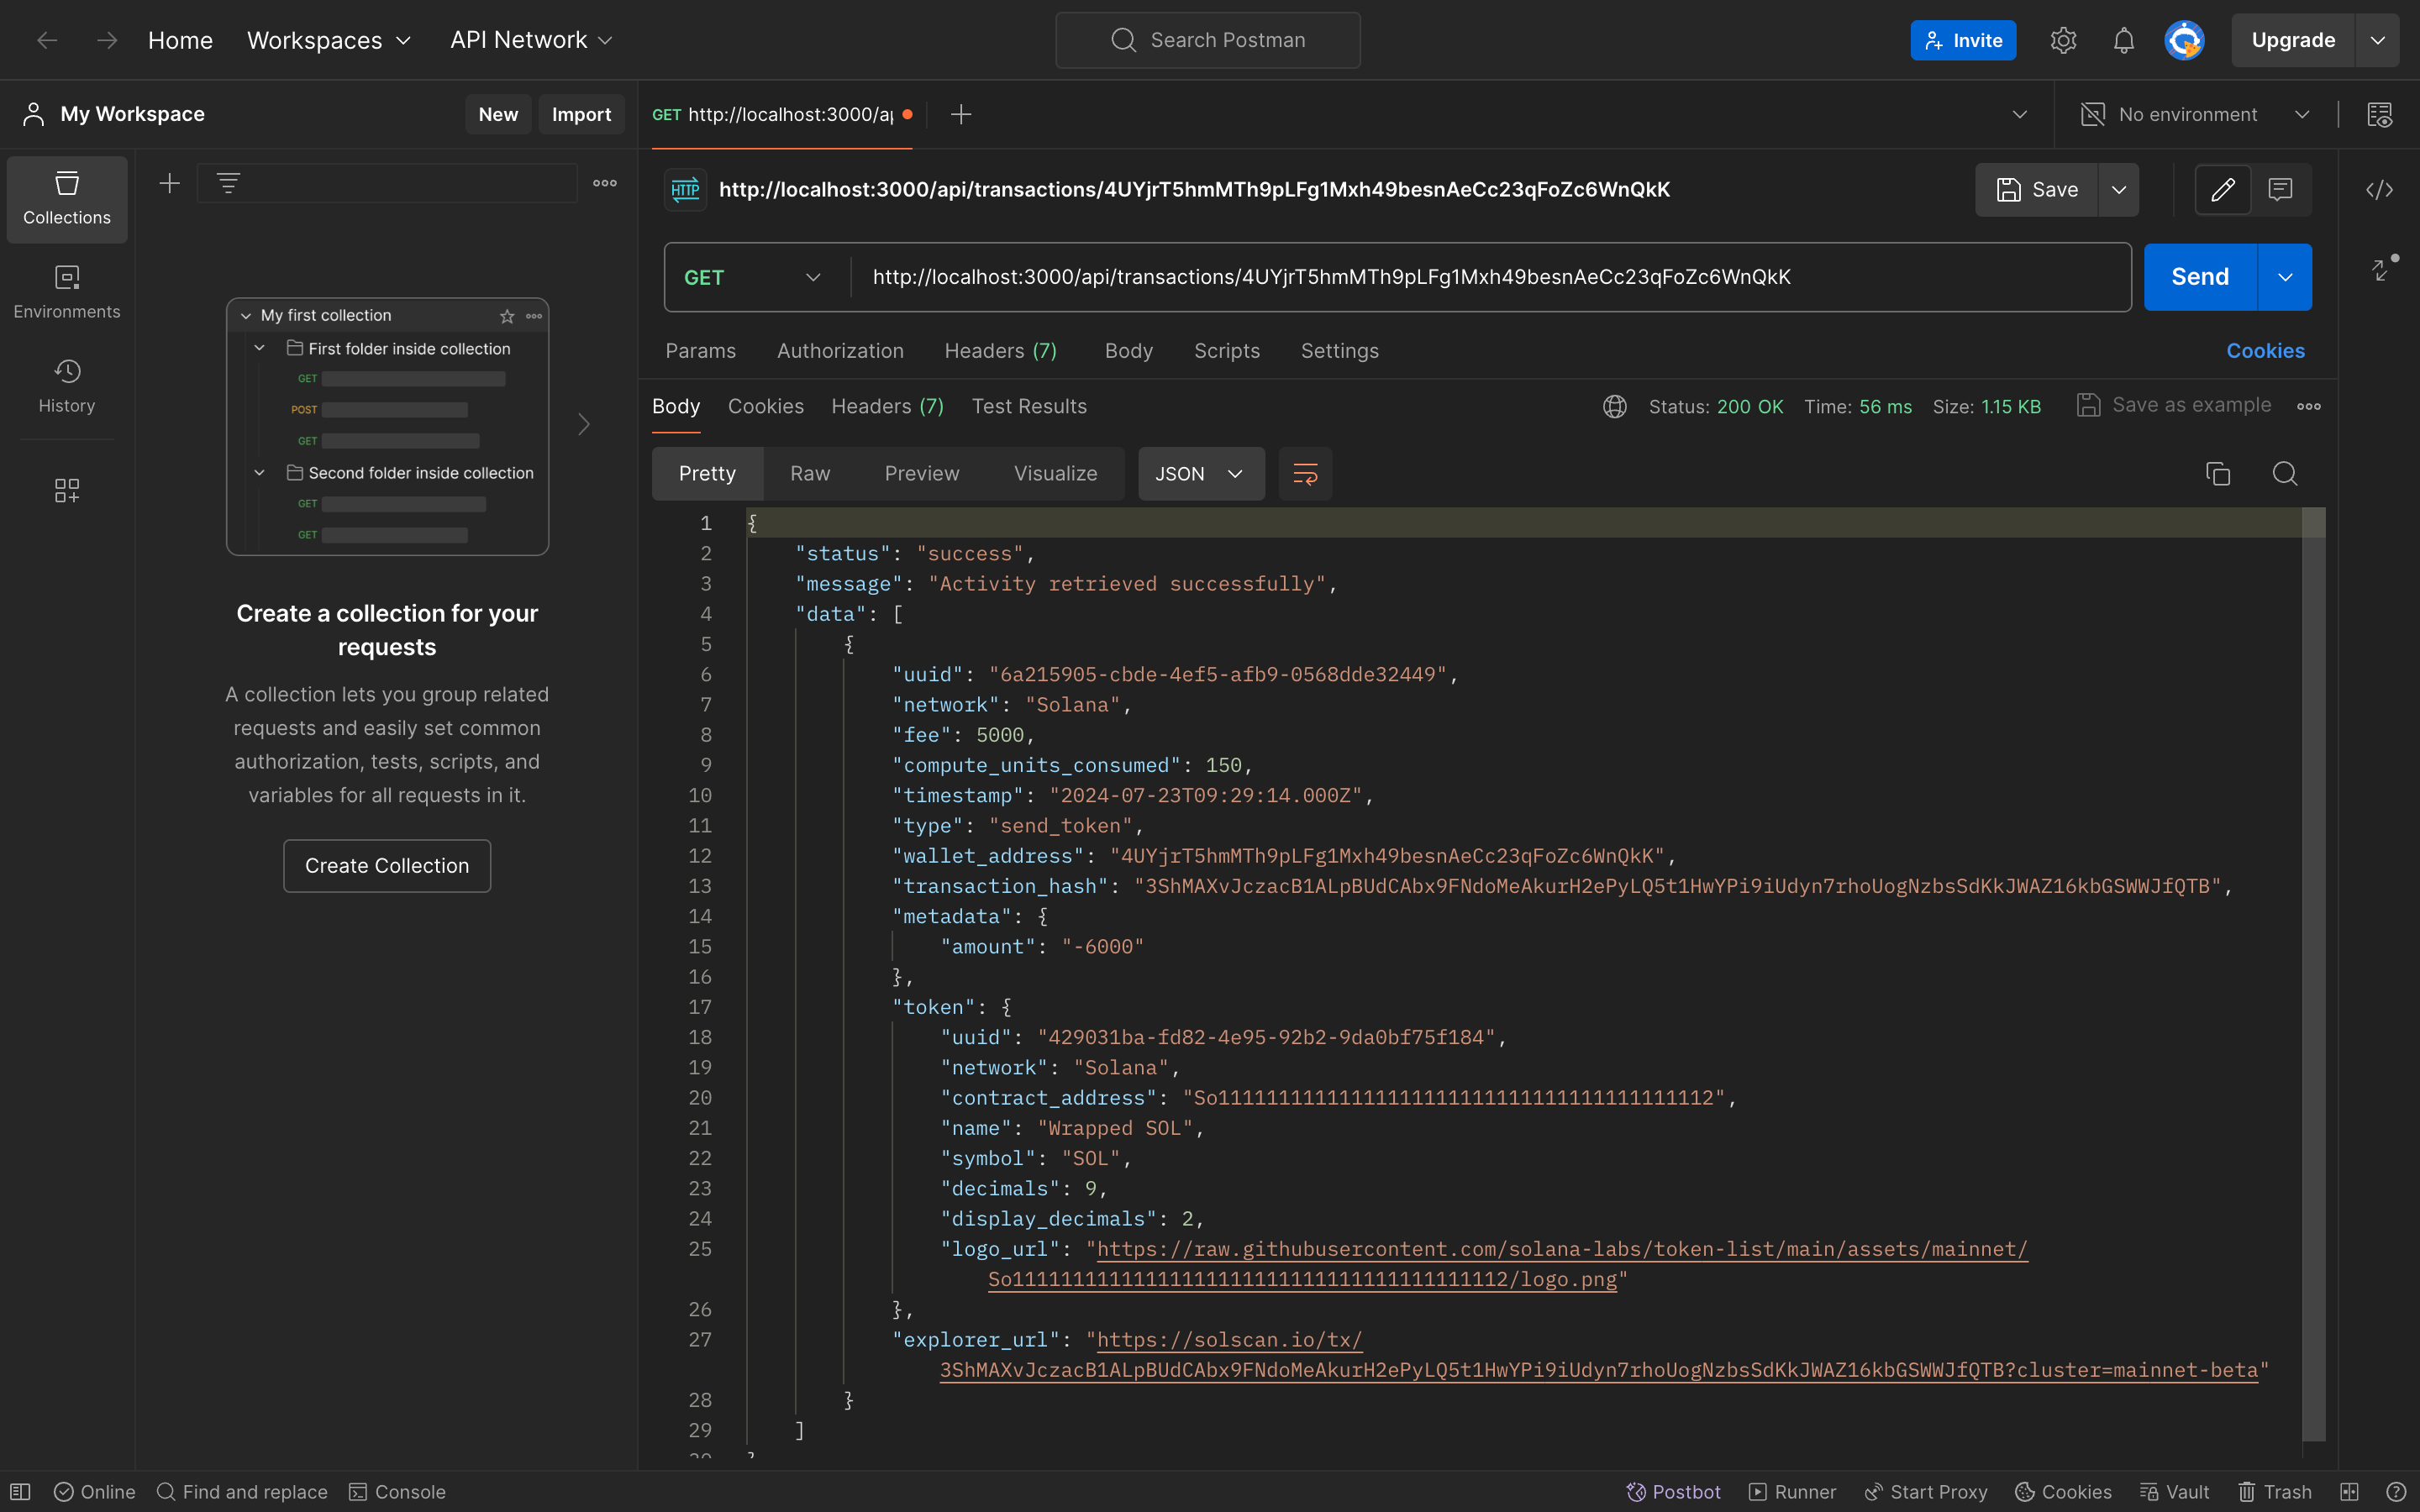 Home Workspaces API Network Search Postman Invite Upgrade
My Workspace New Import GET http://localhost:3000/a No environment
Collections
Environments
History
My first collection
First folder inside collection
GET
POST
GET
Second folder inside collection
GET
GET
Create a collection for your
requests
A collection lets you group related
requests and easily set common
authorization, tests, scripts, and
variables for all requests in it.
Create Collection
HTTP http://localhost:3000/api/transactions/4UYjrT5hmMTh9pLFg1Mxh49besnAeCc23qFoZc6WnQkK Save
GET http://localhost:3000/api/transactions/4UYjrT5hmMTh9pLFg1Mxh49besnAeCc23qFoZc6WnQkK Send
Params Authorization Headers (7) Body Scripts Settings Cookies
Body Cookies Headers (7) Test Results Status: 200 OK Time: 56 ms Size: 1.15 KB Save as example
Pretty Raw Preview Visualize JSON
1 {
2 "status": "success",
3 "message": "Activity retrieved successfully",
4 "data": [
5 {
6 "uuid": "6a215905-cbde-4ef5-afb9-0568dde32449",
7 "network": "Solana",
8 "fee": 5000,
9 "compute_units_consumed": 150,
10 "timestamp": "2024-07-23T09:29:14.000Z",
11 "type": "send_token",
12 "wallet_address": "4UYjrT5hmMTh9pLFg1Mxh49besnAeCc23qFoZc6WnQkK",
13 "transaction_hash": "3ShMAXvJczacB1ALpBUdCAbx9FNdoMeAkurH2ePyLQ5t1HwYPi9iUdyn7rhoUogNzbsSdKkJWAZ16kbGSWWJfQTB",
14 "metadata": {
15 "amount": "-6000"
16 },
17 "token": {
18 "uuid": "429031ba-fd82-4e95-92b2-9da0bf75f184",
19 "network": "Solana",
20 "contract_address": "So11111111111111111111111111111111111111112",
21 "name": "Wrapped SOL",
22 "symbol": "SOL",
23 "decimals": 9,
24 "display_decimals": 2,
25 "logo_url": "https://raw.githubusercontent.com/solana-labs/token-list/main/assets/mainnet/
So11111111111111111111111111111111111111112/logo.png"
26 },
27 "explorer_url": "https://solscan.io/tx/
3ShMAXvJczacB1ALpBUdCAbx9FNdoMeAkurH2ePyLQ5t1HwYPi9iUdyn7rhoUogNzbsSdKkJWAZ16kbGSWWJfQTB?cluster=mainnet-beta"
28 }
29 ]
Online Find and replace Console Postbot Runner Start Proxy Cookies Vault Trash